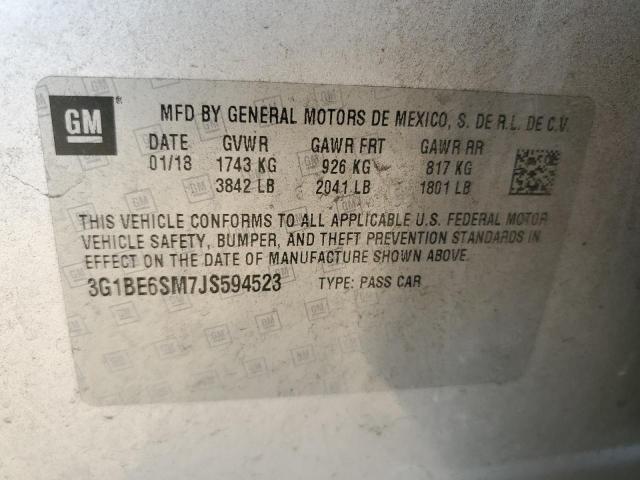 GM
MFD BY GENERAL MOTORS DE MEXICO, S. DE R.L. DE C.V.
DATE GVWR GAWR FRT GAWR RR
01/18 1743 KG 926 KG 817 KG
3842 LB 2041 LB 1801 LB
THIS VEHICLE CONFORMS TO ALL APPLICABLE U.S. FEDERAL MOTOR
VEHICLE SAFETY, BUMPER, AND THEFT PREVENTION STANDARDS IN
EFFECT ON THE DATE OF MANUFACTURE SHOWN ABOVE.
3G1BE6SM7JS594523 TYPE: PASS CAR